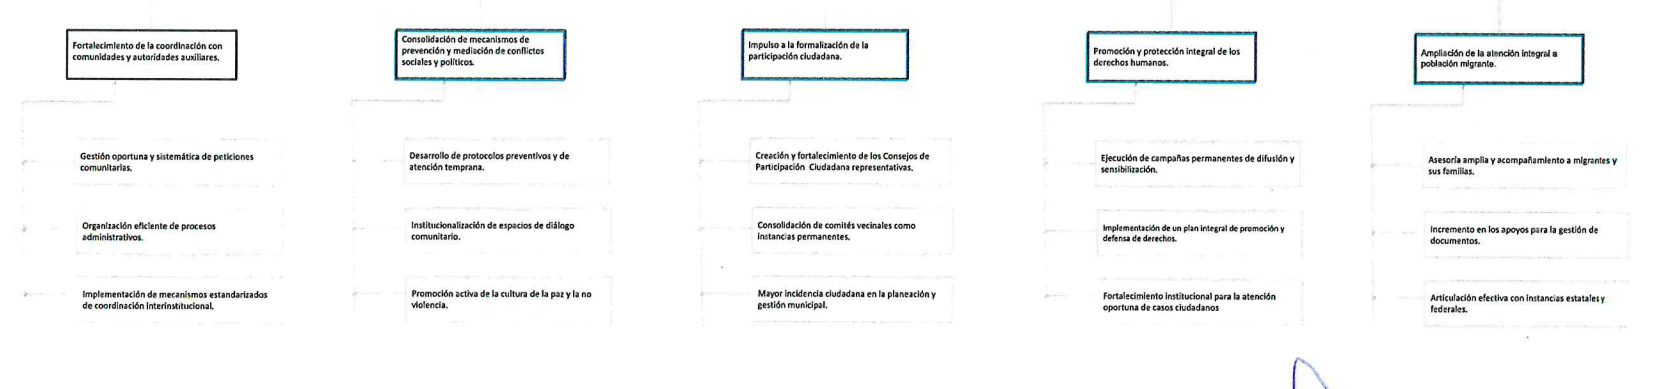 Fortalecimiento de la coordinación con
comunidades y autoridades auxiliares.
Gestión oportuna y sistemática de peticiones
comunitarias.
Organización eficiente de procesos
administrativos.
Implementación de mecanismos estandarizados
de coordinación interinstitucional.
Consolidación de mecanismos de
prevención y mediación de conflictos
sociales y políticos.
Desarrollo de protocolos preventivos y de
atención temprana.
Institucionalización de espacios de diálogo
comunitario.
Promoción activa de la cultura de la paz y la no
violencia.
Impulso a la formalización de la
participación ciudadana.
Creación y fortalecimiento de los Consejos de
Participación Ciudadana representativas.
Consolidación de comités vecinales como
instancias permanentes.
Mayor incidencia ciudadana en la planeación y
gestión municipal.
Promoción y protección integral de los
derechos humanos.
Ejecución de campañas permanentes de difusión y
sensibilización.
Implementación de un plan integral de promoción y
defensa de derechos.
Fortalecimiento institucional para la atención
oportuna de casos ciudadanos
Ampliación de la atención integral a
población migrante.
Asesoría amplia y acompañamiento a migrantes y
sus familias.
Incremento en los apoyos para la gestión de
documentos.
Articulación efectiva con instancias estatales y
federales.